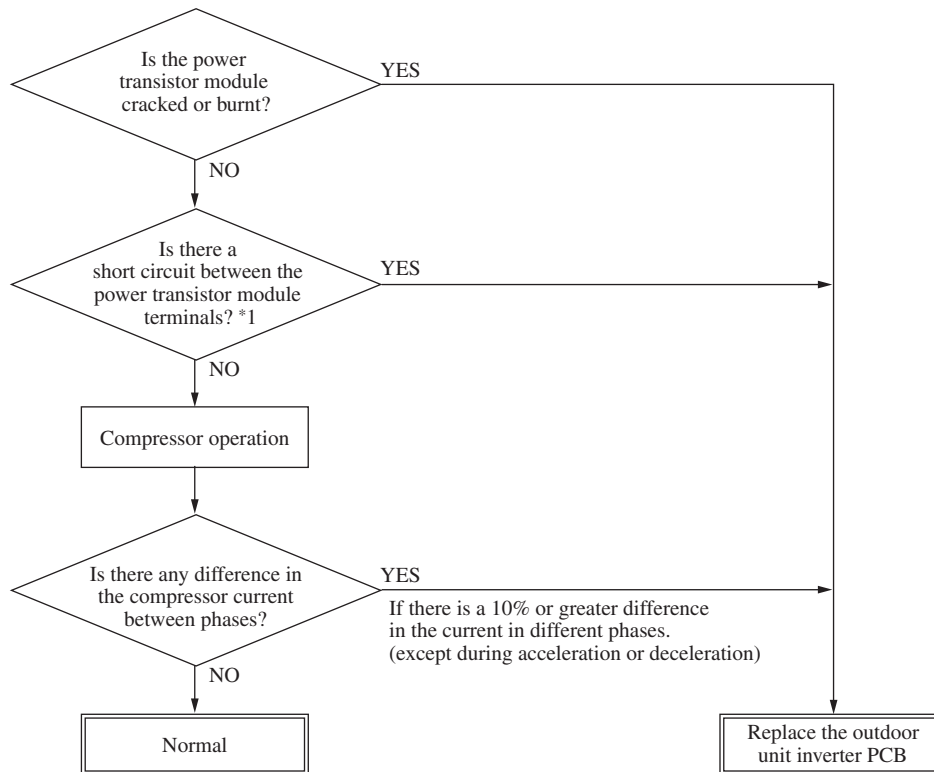 Is the power
transistor module
cracked or burnt?
YES
NO
Is there a
short circuit between the
power transistor module
terminals? *1
YES
NO
Compressor operation
Is there any difference in
the compressor current
between phases?
YES
If there is a 10% or greater difference
in the current in different phases.
(except during acceleration or deceleration)
NO
Normal
Replace the outdoor
unit inverter PCB